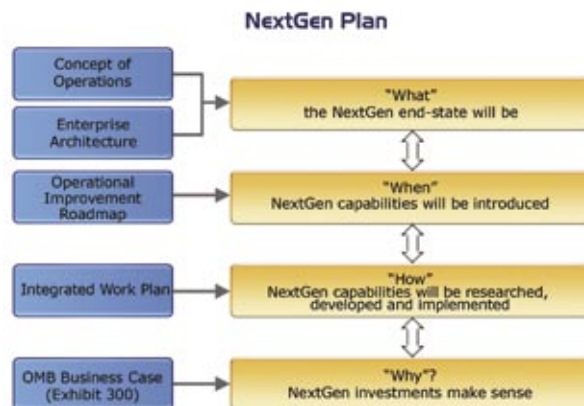 NextGen Plan
Concept of
Operations
Enterprise
Architecture
"What"
the NextGen end-state will be
Operational
Improvement
Roadmap
"When"
NextGen capabilities will be introduced
Integrated Work Plan
"How"
NextGen capabilities will be researched,
developed and implemented
OMB Business Case
(Exhibit 300)
"Why"?
NextGen investments make sense